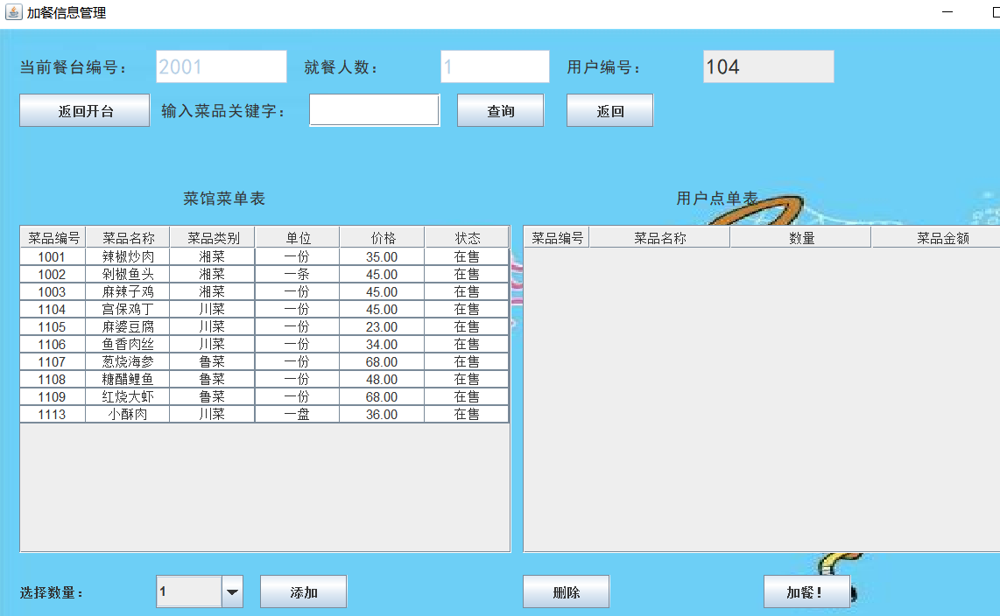 加餐信息管理
当前餐台编号： 2001 就餐人数： 1 用户编号： 104
返回开台 输入菜品关键字： 查询 返回
菜馆菜单表 用户点单表
菜品编号 菜品名称 菜品类别 单位 价格 状态 菜品编号 菜品名称 数量 菜品金额
1001 辣椒炒肉 湘菜 一份 35.00 在售
1002 剁椒鱼头 湘菜 一条 45.00 在售
1003 麻辣子鸡 湘菜 一份 45.00 在售
1104 宫保鸡丁 川菜 一份 45.00 在售
1105 麻婆豆腐 川菜 一份 23.00 在售
1106 鱼香肉丝 川菜 一份 34.00 在售
1107 葱烧海参 鲁菜 一份 68.00 在售
1108 糖醋鲤鱼 鲁菜 一份 48.00 在售
1109 红烧大虾 鲁菜 一份 68.00 在售
1113 小酥肉 川菜 一盘 36.00 在售
选择数量： 1 添加 删除 加餐！